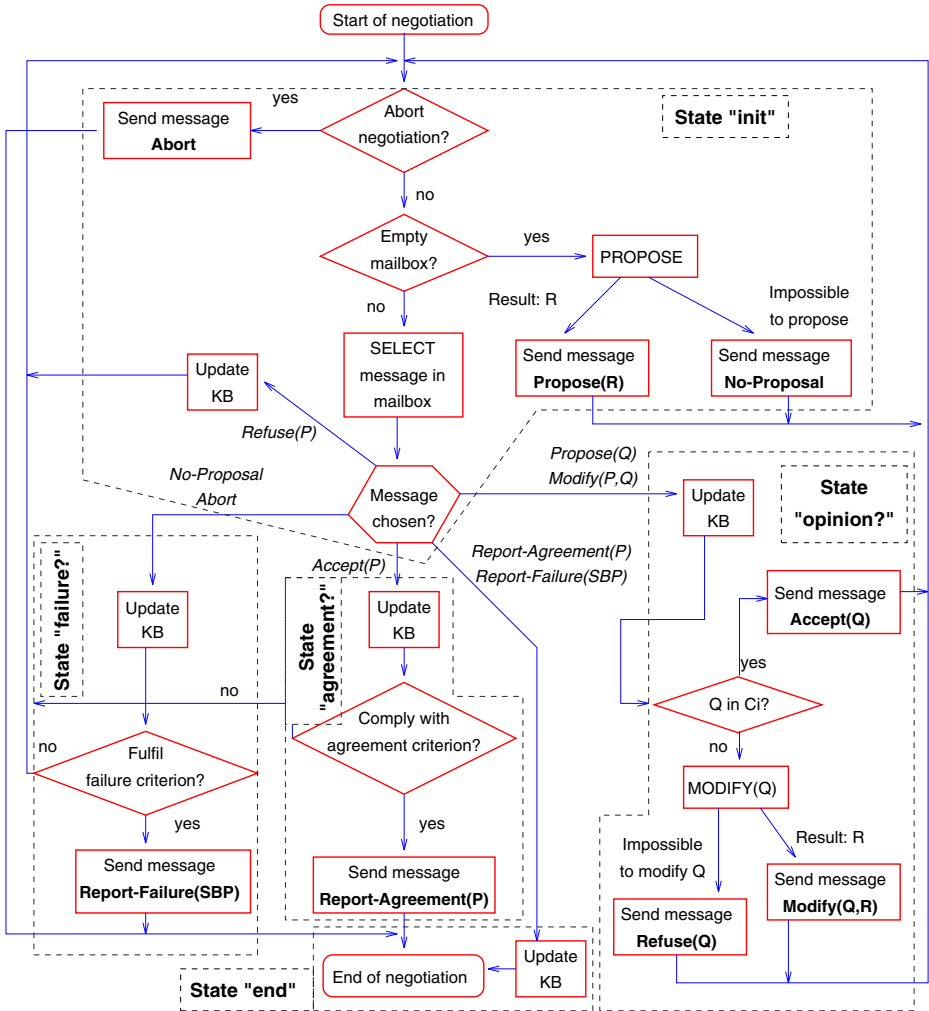 Start of negotiation
yes
Send message
Abort
Abort
negotiation?
State "init"
no
Empty
mailbox?
yes
PROPOSE
Result: R
Impossible
to propose
no
SELECT
message in
mailbox
Send message
Propose(R)
Send message
No-Proposal
Update
KB
Refuse(P)
No-Proposal
Abort
Message
chosen?
Propose(Q)
Modify(P,Q)
Update
KB
State
"opinion?"
Report-Agreement(P)
Report-Failure(SBP)
Accept(P)
State "failure?"
Update
KB
State
"agreement?"
Update
KB
Send message
Accept(Q)
yes
no
Q in Ci?
Comply with
agreement criterion?
no
Fulfil
failure criterion?
no
MODIFY(Q)
yes
yes
Impossible
to modify Q
Result: R
Send message
Report-Failure(SBP)
Send message
Report-Agreement(P)
Send message
Refuse(Q)
Send message
Modify(Q,R)
State "end"
End of negotiation
Update
KB